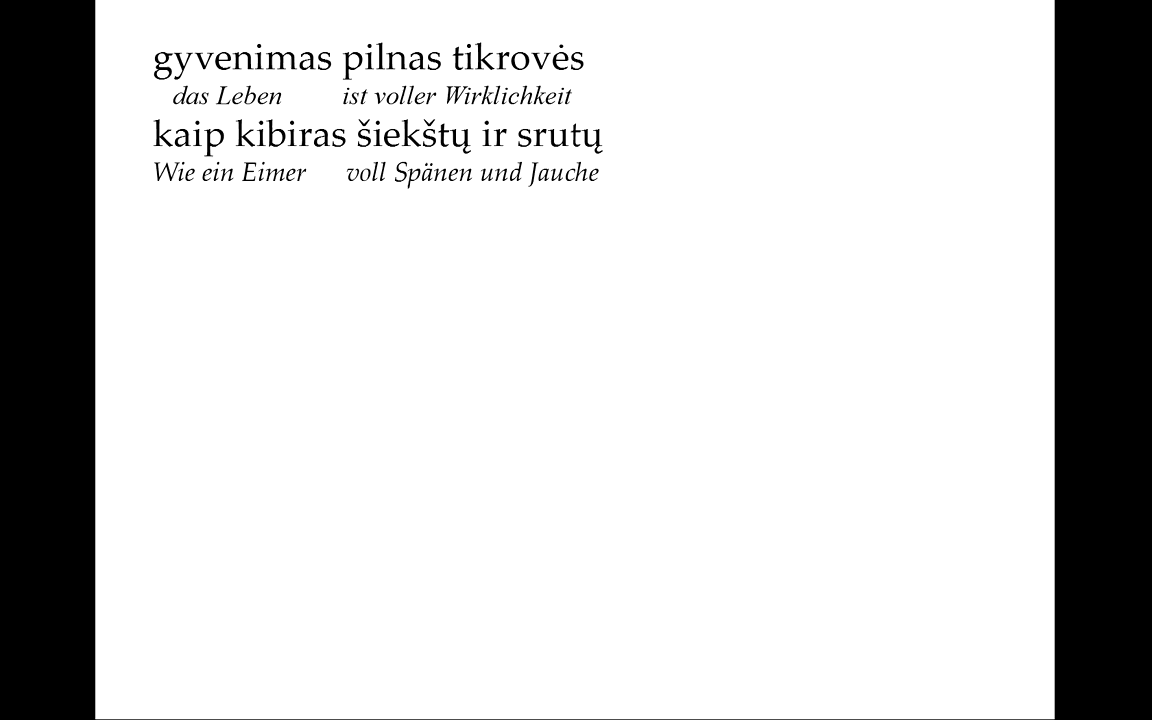 gyvenimas pilnas tikrovės
das Leben ist voller Wirklichkeit
kaip kibiras šiekštų ir srutų
Wie ein Eimer voll Spänen und Jauche